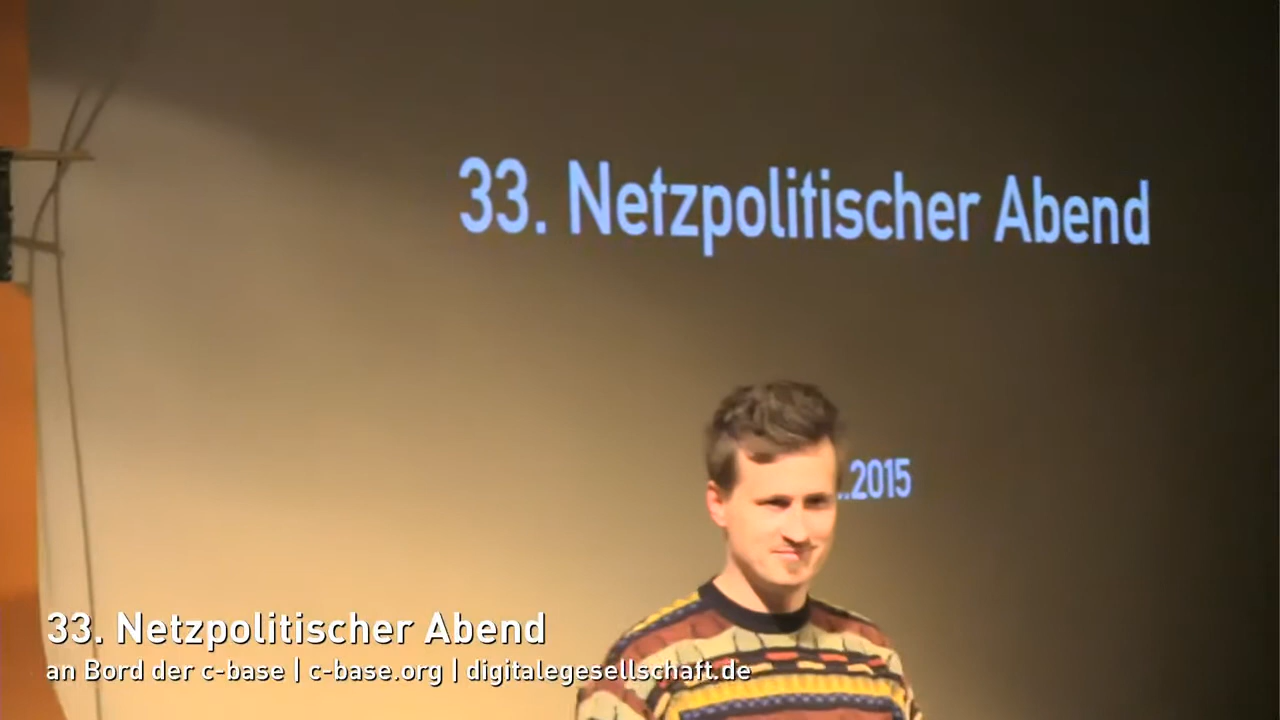 33. Netzpolitischer Abend
.2015
33. Netzpolitischer Abend
an Bord der c-base | c-base.org | digitalegesellschaft.de